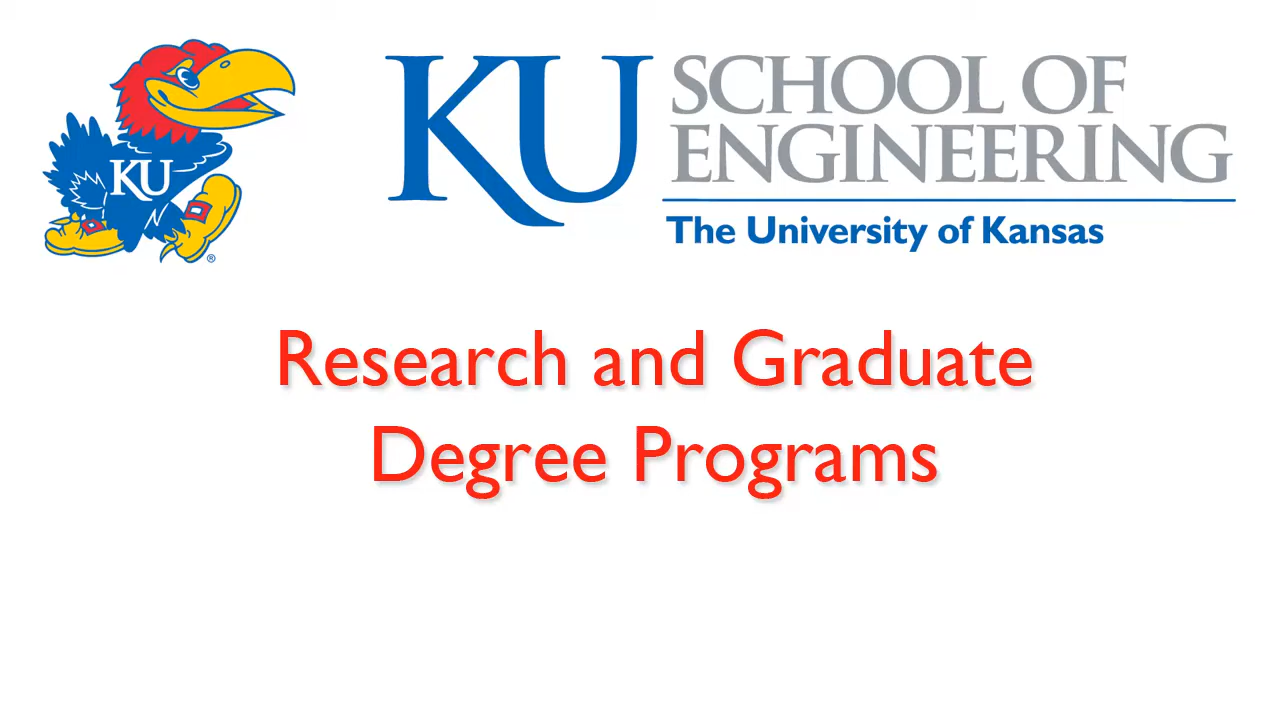 KU
®
KU
SCHOOL OF
ENGINEERING
The University of Kansas
Research and Graduate
Degree Programs